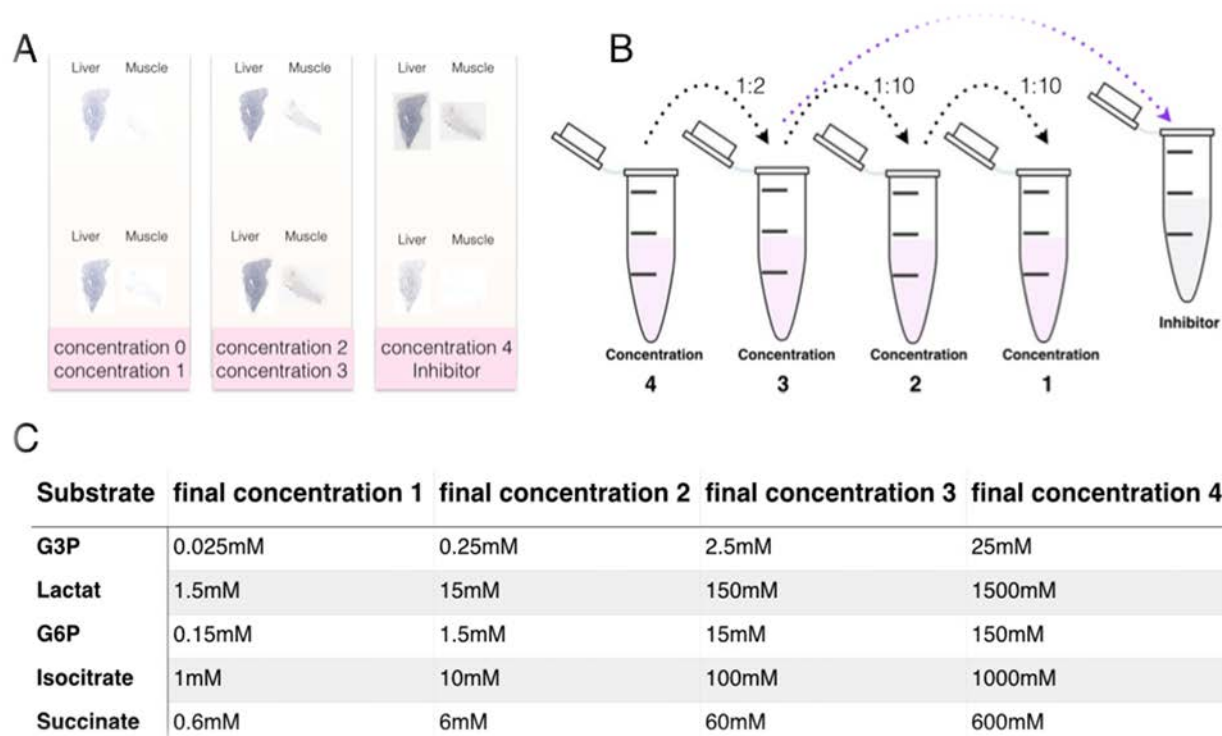 A
Liver Muscle
Liver Muscle
Liver Muscle
Liver Muscle
Liver Muscle
Liver Muscle
concentration 0
concentration 1
concentration 2
concentration 3
concentration 4
Inhibitor
B
1:2
1:10
1:10
Concentration
4
Concentration
3
Concentration
2
Concentration
1
Inhibitor
C
Substrate final concentration 1 final concentration 2 final concentration 3 final concentration 4
G3P 0.025mM 0.25mM 2.5mM 25mM
Lactat 1.5mM 15mM 150mM 1500mM
G6P 0.15mM 1.5mM 15mM 150mM
Isocitrate 1mM 10mM 100mM 1000mM
Succinate 0.6mM 6mM 60mM 600mM